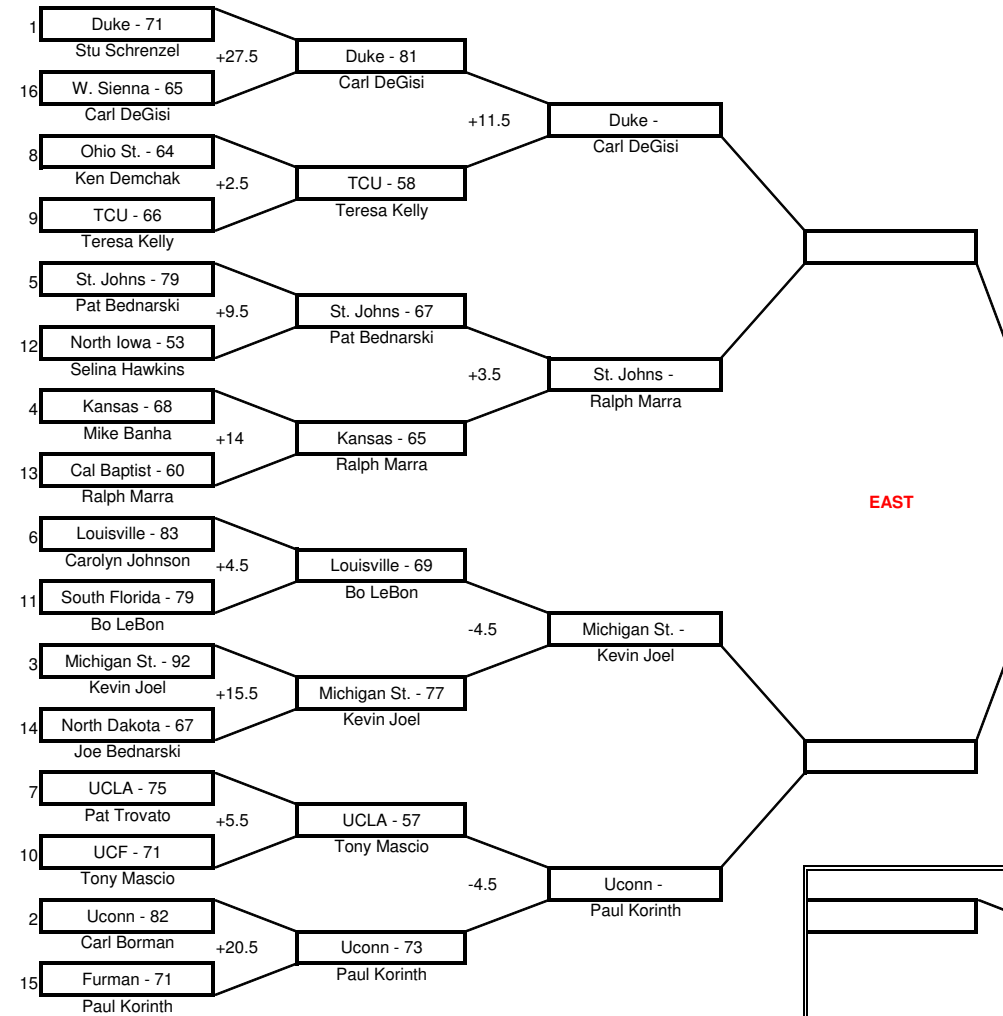 1 Duke - 71
Stu Schrenzel
+27.5
16 W. Sienna - 65
Carl DeGisi
8 Ohio St. - 64
Ken Demchak
+2.5
9 TCU - 66
Teresa Kelly
5 St. Johns - 79
Pat Bednarski
+9.5
12 North Iowa - 53
Selina Hawkins
4 Kansas - 68
Mike Banha
+14
13 Cal Baptist - 60
Ralph Marra
6 Louisville - 83
Carolyn Johnson
+4.5
11 South Florida - 79
Bo LeBon
3 Michigan St. - 92
Kevin Joel
+15.5
14 North Dakota - 67
Joe Bednarski
7 UCLA - 75
Pat Trovato
+5.5
10 UCF - 71
Tony Mascio
2 Uconn - 82
Carl Borman
+20.5
15 Furman - 71
Paul Korinth
Duke - 81
Carl DeGisi
+11.5
TCU - 58
Teresa Kelly
St. Johns - 67
Pat Bednarski
+3.5
Kansas - 65
Ralph Marra
Louisville - 69
Bo LeBon
-4.5
Michigan St. - 77
Kevin Joel
UCLA - 57
Tony Mascio
-4.5
Uconn - 73
Paul Korinth
Duke -
Carl DeGisi
St. Johns -
Ralph Marra
Michigan St. -
Kevin Joel
Uconn -
Paul Korinth
EAST